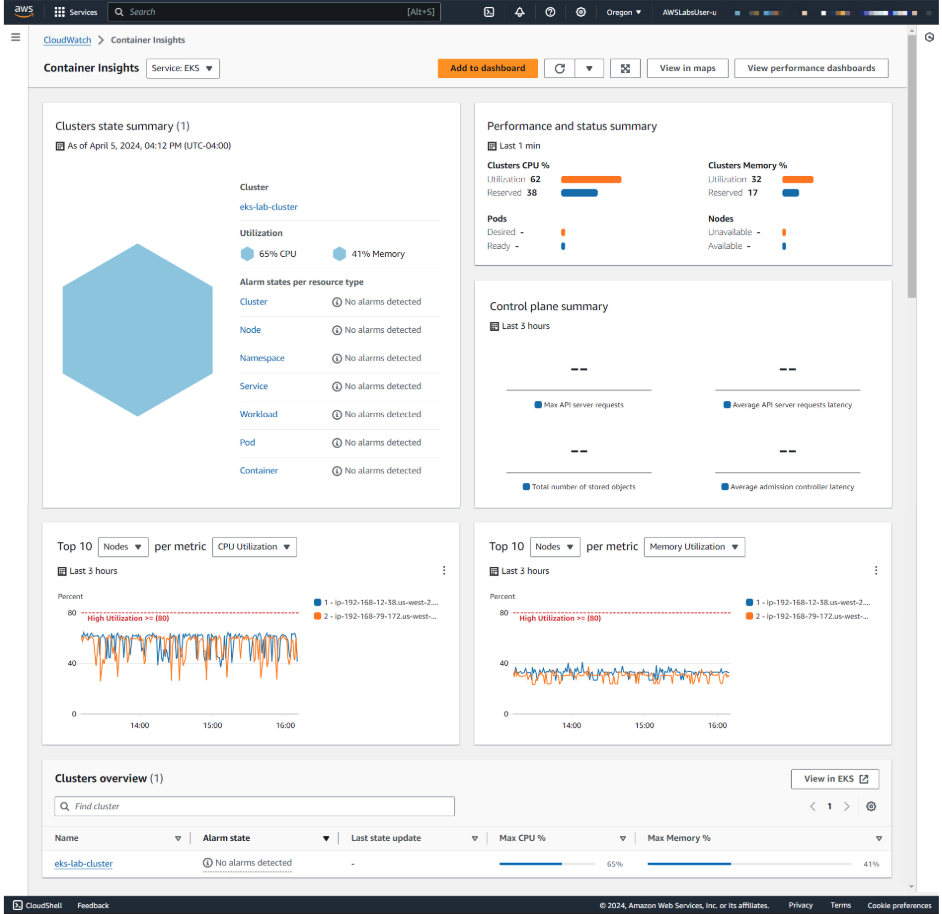 aws Services Search [Alt+S] Oregon AWSLabsUser-u
CloudWatch Container Insights
Container Insights Service: EKS Add to dashboard View in maps View performance dashboards
Clusters state summary (1)
As of April 5, 2024, 04:12 PM (UTC-04:00)
Cluster
eks-lab-cluster
Utilization
65% CPU 41% Memory
Alarm states per resource type
Cluster No alarms detected
Node No alarms detected
Namespace No alarms detected
Service No alarms detected
Workload No alarms detected
Pod No alarms detected
Container No alarms detected
Performance and status summary
Last 1 min
Clusters CPU % Clusters Memory %
Utilization 62 Utilization 32
Reserved 38 Reserved 17
Pods Nodes
Desired - Unavailable -
Ready - Available -
Control plane summary
Last 3 hours
-- --
Max API server requests Average API server requests latency
-- --
Total number of stored objects Average admission controller latency
Top 10 Nodes per metric CPU Utilization
Last 3 hours
Percent
80
High Utilization >= (80)
40
0
14:00 15:00 16:00
1 - ip-192-168-12-38.us-west-2....
2 - ip-192-168-79-172.us-west-...
Top 10 Nodes per metric Memory Utilization
Last 3 hours
Percent
80
High Utilization >= (80)
40
0
14:00 15:00 16:00
1 - ip-192-168-12-38.us-west-2....
2 - ip-192-168-79-172.us-west-...
Clusters overview (1) View in EKS
Find cluster 1
Name Alarm state Last state update Max CPU % Max Memory %
eks-lab-cluster No alarms detected - 65% 41%
CloudShell Feedback © 2024, Amazon Web Services, Inc. or its affiliates. Privacy Terms Cookie preferences